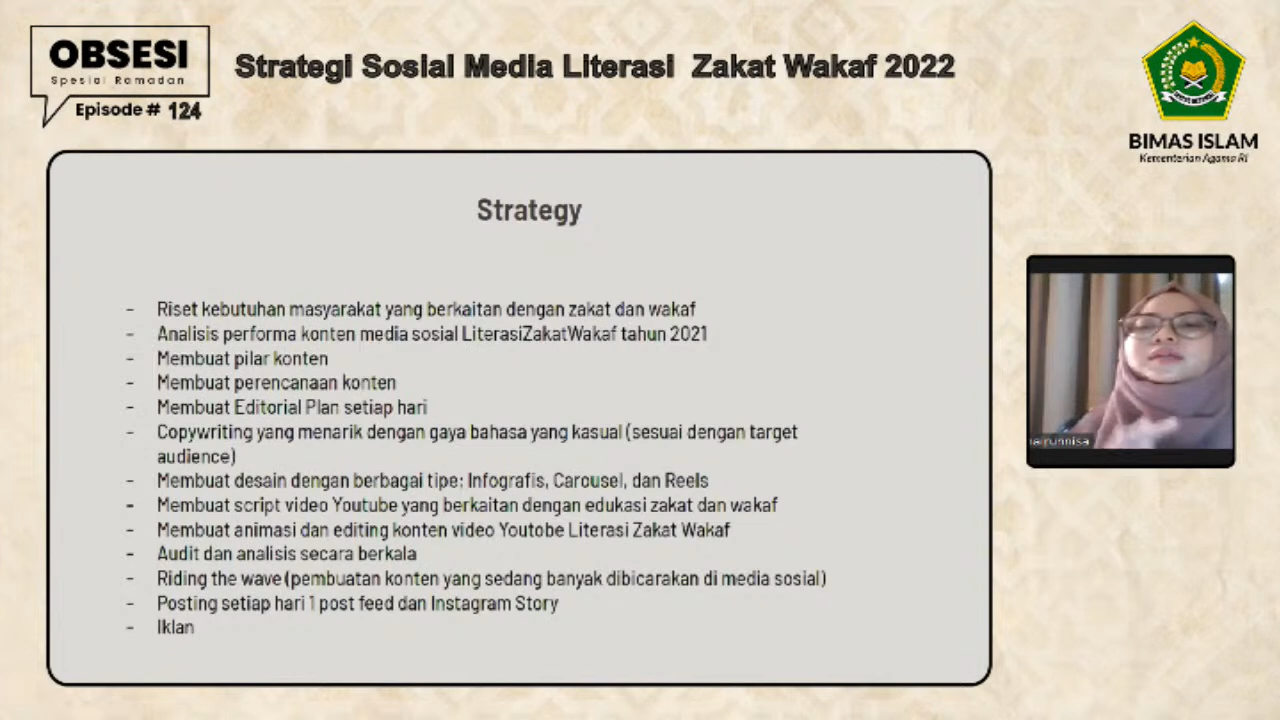 OBSESI
Spesial Ramadan
Episode # 124
Strategi Sosial Media Literasi Zakat Wakaf 2022
BIMAS ISLAM
Kementerian Agama RI
Strategy
- Riset kebutuhan masyarakat yang berkaitan dengan zakat dan wakaf
- Analisis performa konten media sosial LiterasiZakatWakaf tahun 2021
- Membuat pilar konten
- Membuat perencanaan konten
- Membuat Editorial Plan setiap hari
- Copywriting yang menarik dengan gaya bahasa yang kasual (sesuai dengan target
audience)
- Membuat desain dengan berbagai tipe: Infografis, Carousel, dan Reels
- Membuat script video Youtube yang berkaitan dengan edukasi zakat dan wakaf
- Membuat animasi dan editing konten video Youtobe Literasi Zakat Wakaf
- Audit dan analisis secara berkala
- Riding the wave (pembuatan konten yang sedang banyak dibicarakan di media sosial)
- Posting setiap hari 1 post feed dan Instagram Story
- Iklan